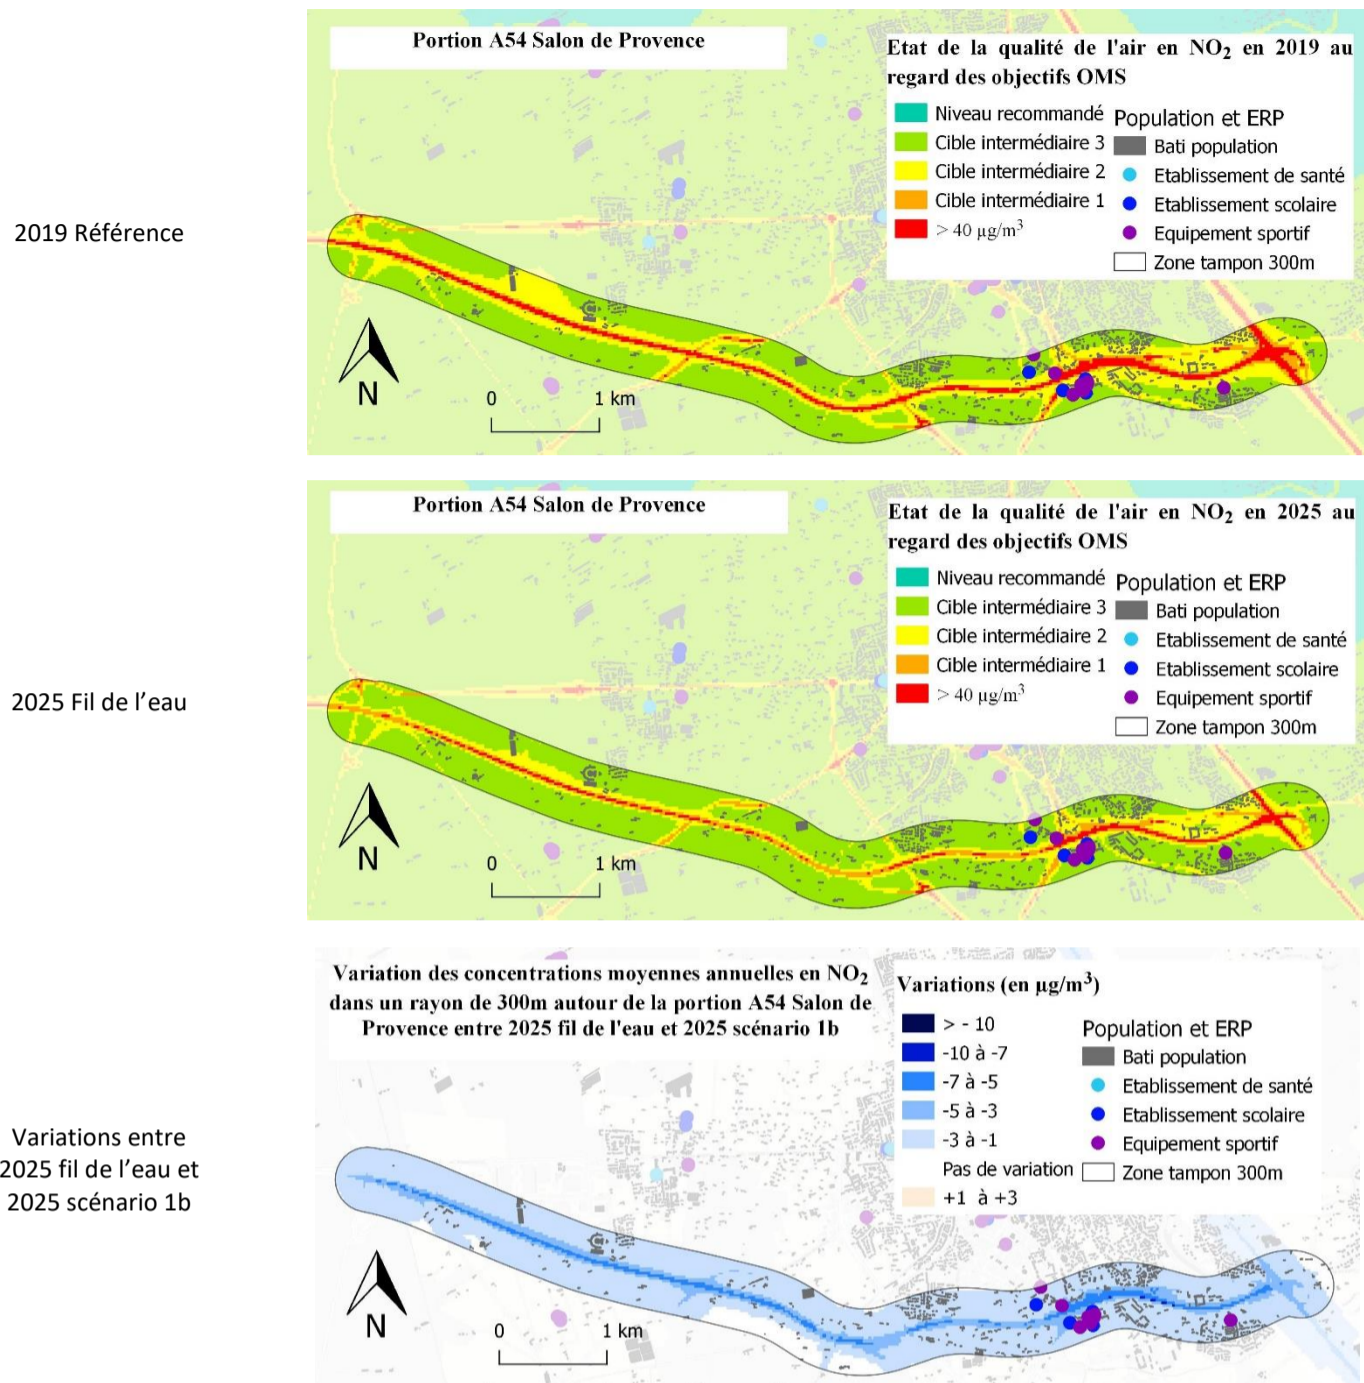 2019 Référence
Portion A54 Salon de Provence
Etat de la qualité de l'air en NO2 en 2019 au
regard des objectifs OMS
Niveau recommandé
Cible intermédiaire 3
Cible intermédiaire 2
Cible intermédiaire 1
> 40 µg/m3
Population et ERP
Bati population
Etablissement de santé
Etablissement scolaire
Equipement sportif
Zone tampon 300m
N
0 1 km
2025 Fil de l’eau
Portion A54 Salon de Provence
Etat de la qualité de l'air en NO2 en 2025 au
regard des objectifs OMS
Niveau recommandé
Cible intermédiaire 3
Cible intermédiaire 2
Cible intermédiaire 1
> 40 µg/m3
Population et ERP
Bati population
Etablissement de santé
Etablissement scolaire
Equipement sportif
Zone tampon 300m
N
0 1 km
Variations entre
2025 fil de l’eau et
2025 scénario 1b
Variation des concentrations moyennes annuelles en NO2
dans un rayon de 300m autour de la portion A54 Salon de
Provence entre 2025 fil de l'eau et 2025 scénario 1b
Variations (en µg/m3)
> - 10
-10 à -7
-7 à -5
-5 à -3
-3 à -1
Pas de variation
+1 à +3
Population et ERP
Bati population
Etablissement de santé
Etablissement scolaire
Equipement sportif
Zone tampon 300m
N
0 1 km